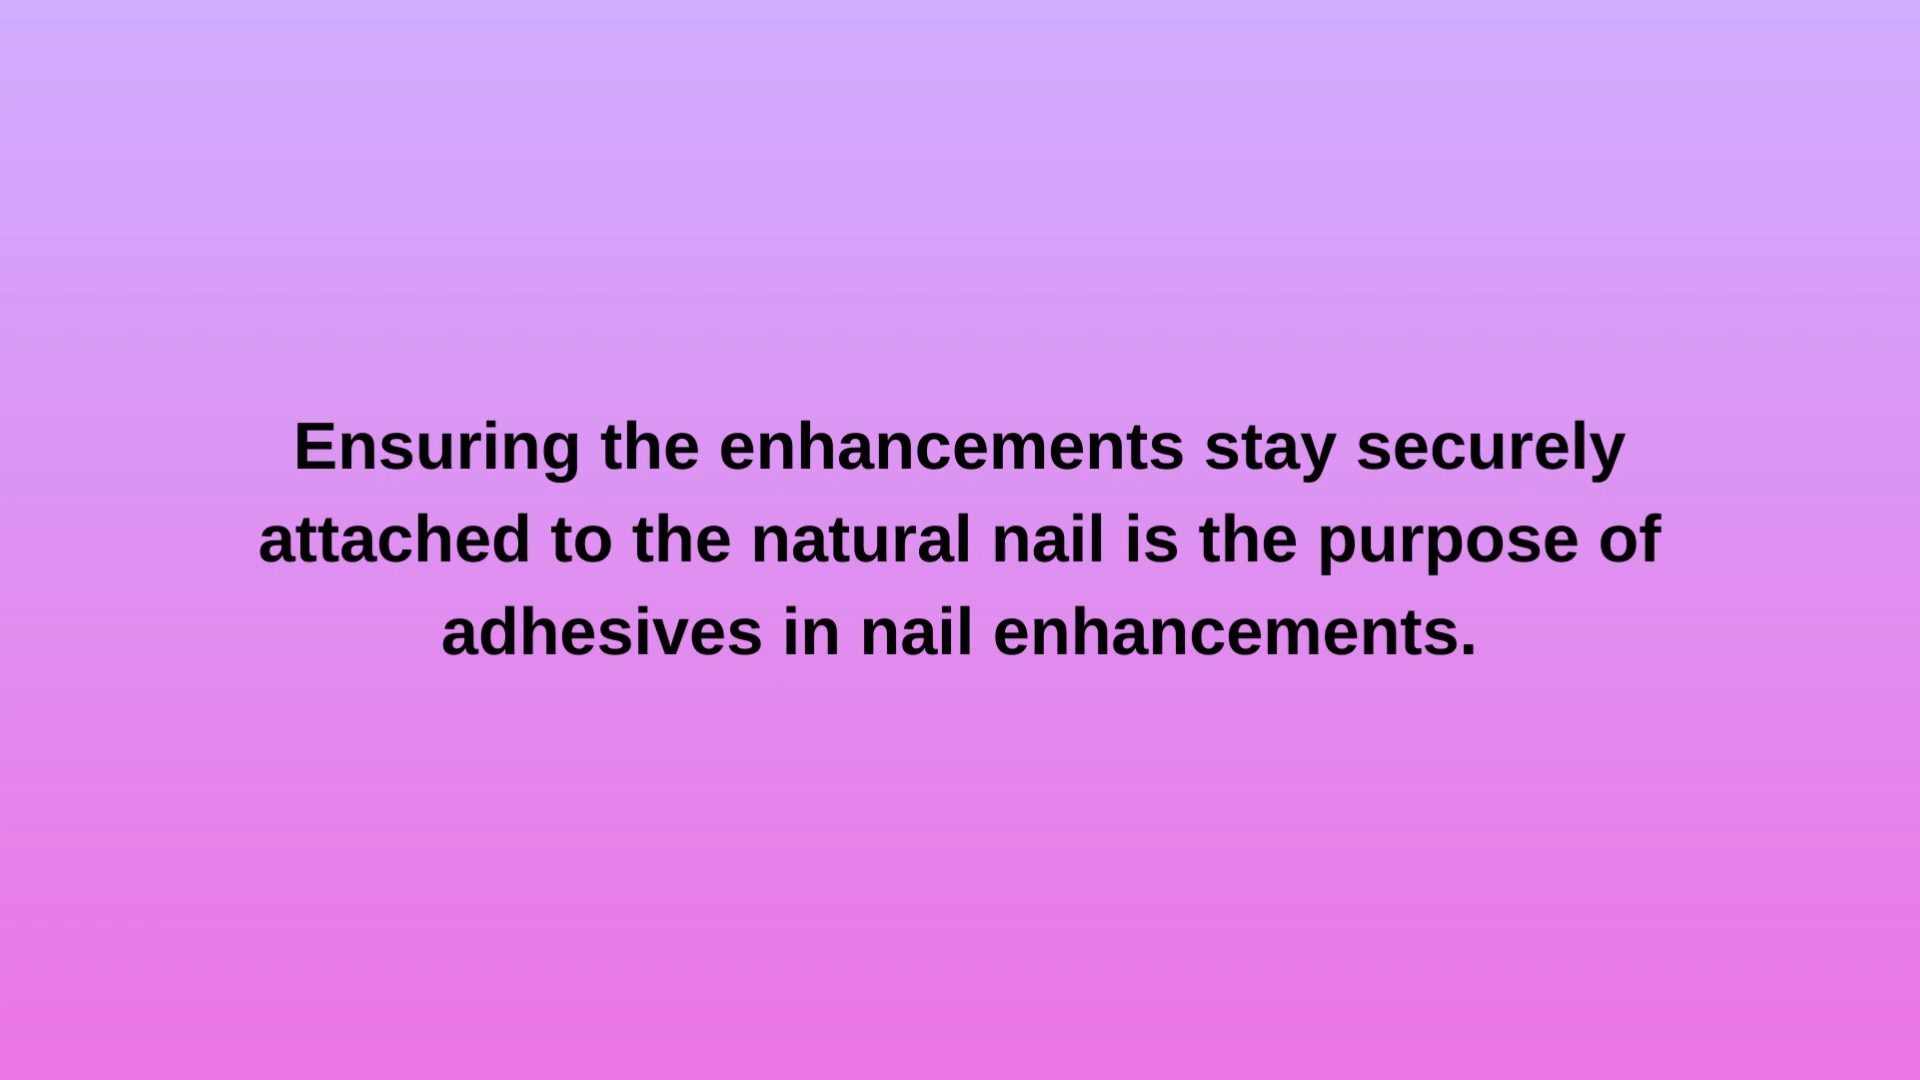 Ensuring the enhancements stay securely
attached to the natural nail is the purpose of
adhesives in nail enhancements.